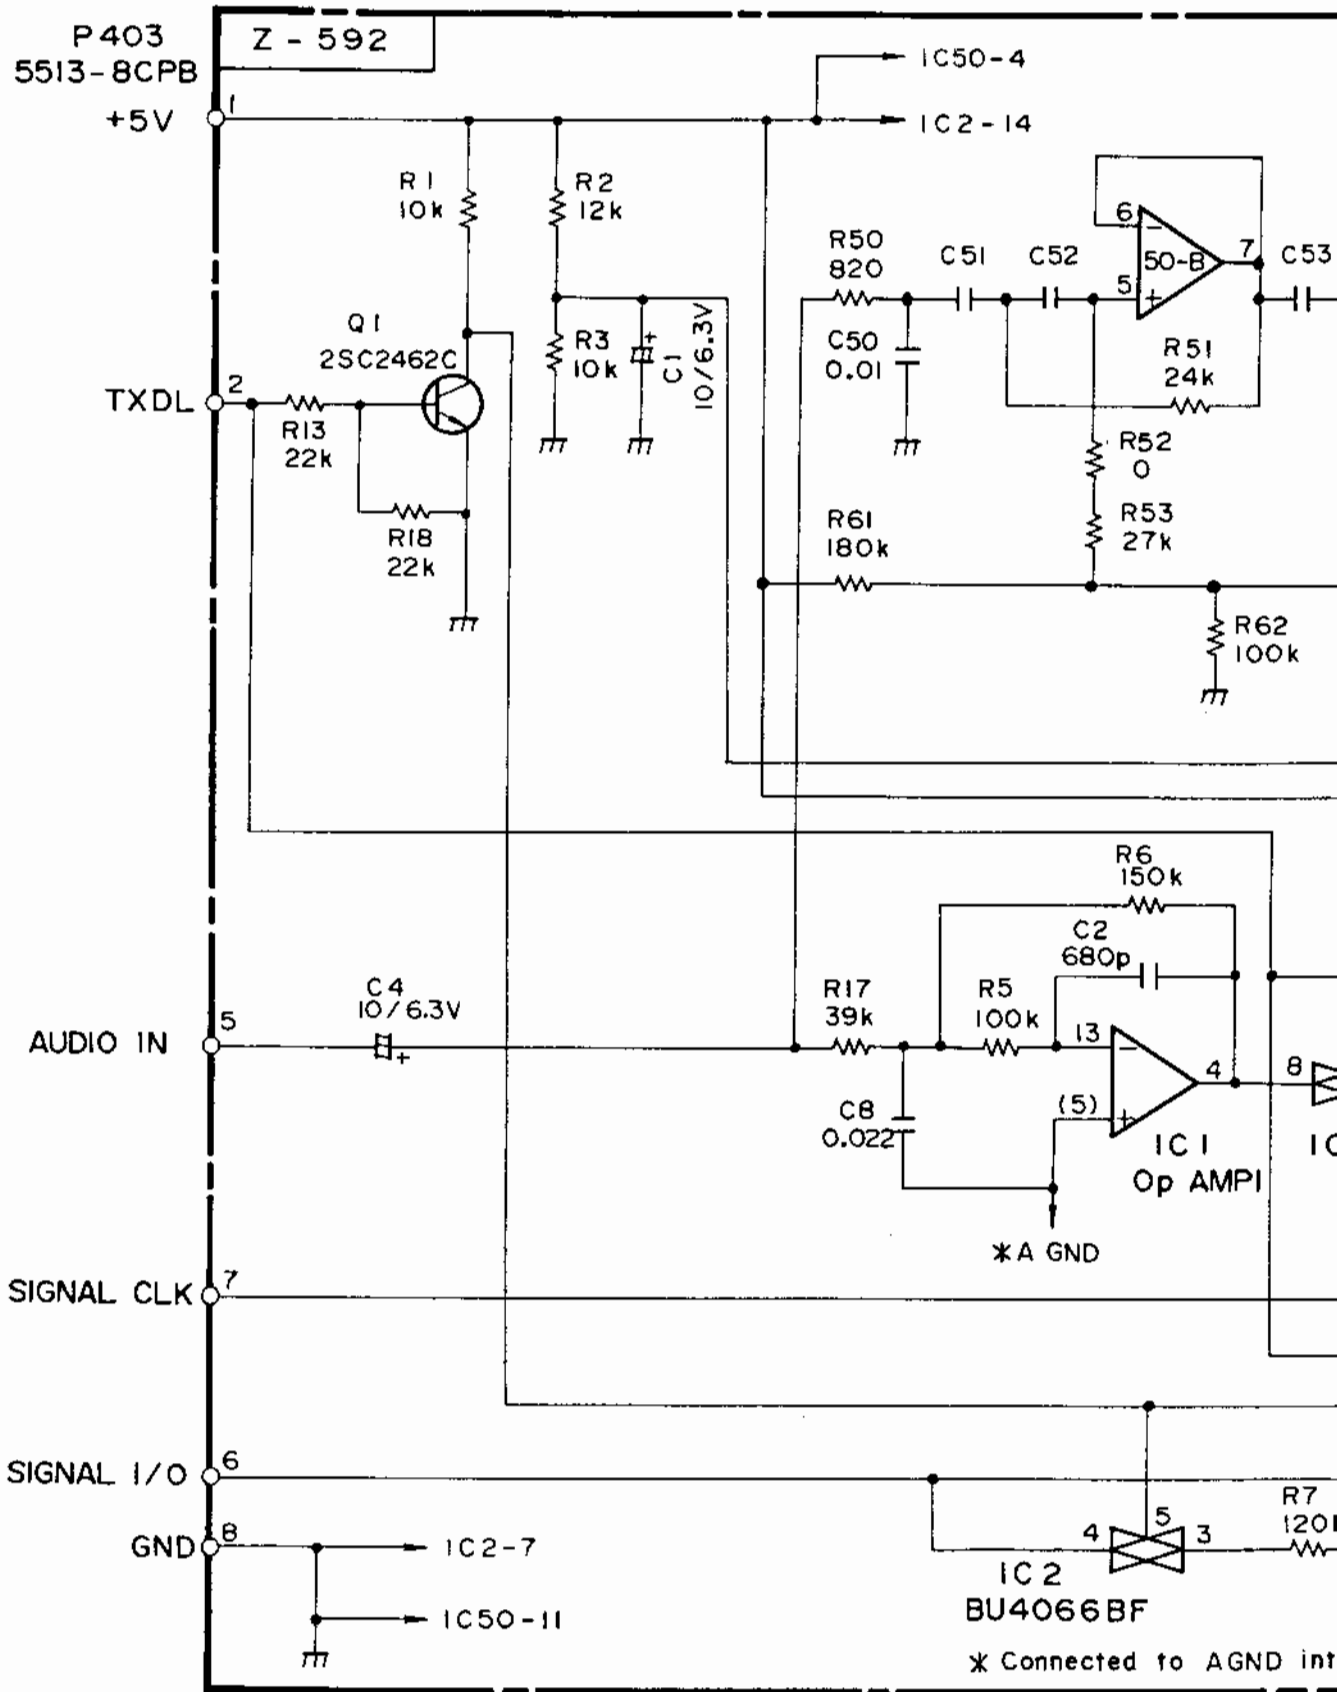 P403
5513-8CPB
Z-592
+5V
1
IC50-4
IC2-14
R1
10k
R2
12k
R50
820
C51
C52
6
−
50-B
7
5
+
C53
Q1
2SC2462C
R3
10k
+
C1
10/6.3V
C50
0.01
R51
24k
TXDL
2
R13
22k
R52
0
R18
22k
R61
180k
R53
27k
R62
100k
R6
150k
C2
680p
C4
10/6.3V
+
R17
39k
R5
100k
AUDIO IN
5
13
−
4
8
C8
0.022
(5)
+
IC1
Op AMP1
IC
*A GND
SIGNAL CLK
7
SIGNAL I/O
6
GND
8
IC2-7
IC50-11
4
5
3
R7
120
IC2
BU4066BF
* Connected to AGND int